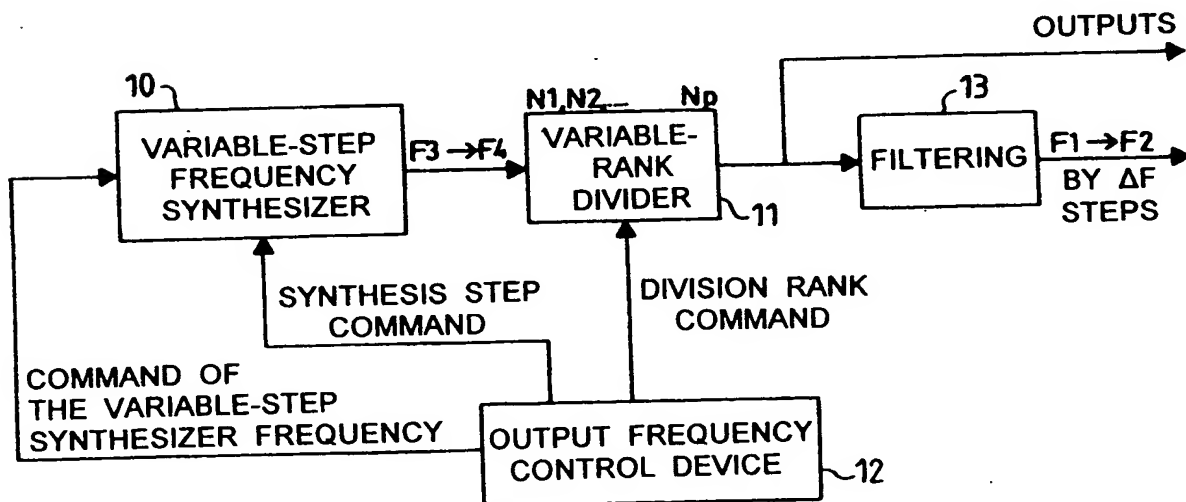 OUTPUTS
10
N1,N2,... Np
13
VARIABLE-STEP
FREQUENCY
SYNTHESIZER
F3 →F4
VARIABLE-
RANK
DIVIDER
11
FILTERING
F1 →F2
BY ΔF
STEPS
SYNTHESIS STEP
COMMAND
DIVISION RANK
COMMAND
COMMAND OF
THE VARIABLE-STEP
SYNTHESIZER FREQUENCY
OUTPUT FREQUENCY
CONTROL DEVICE
12